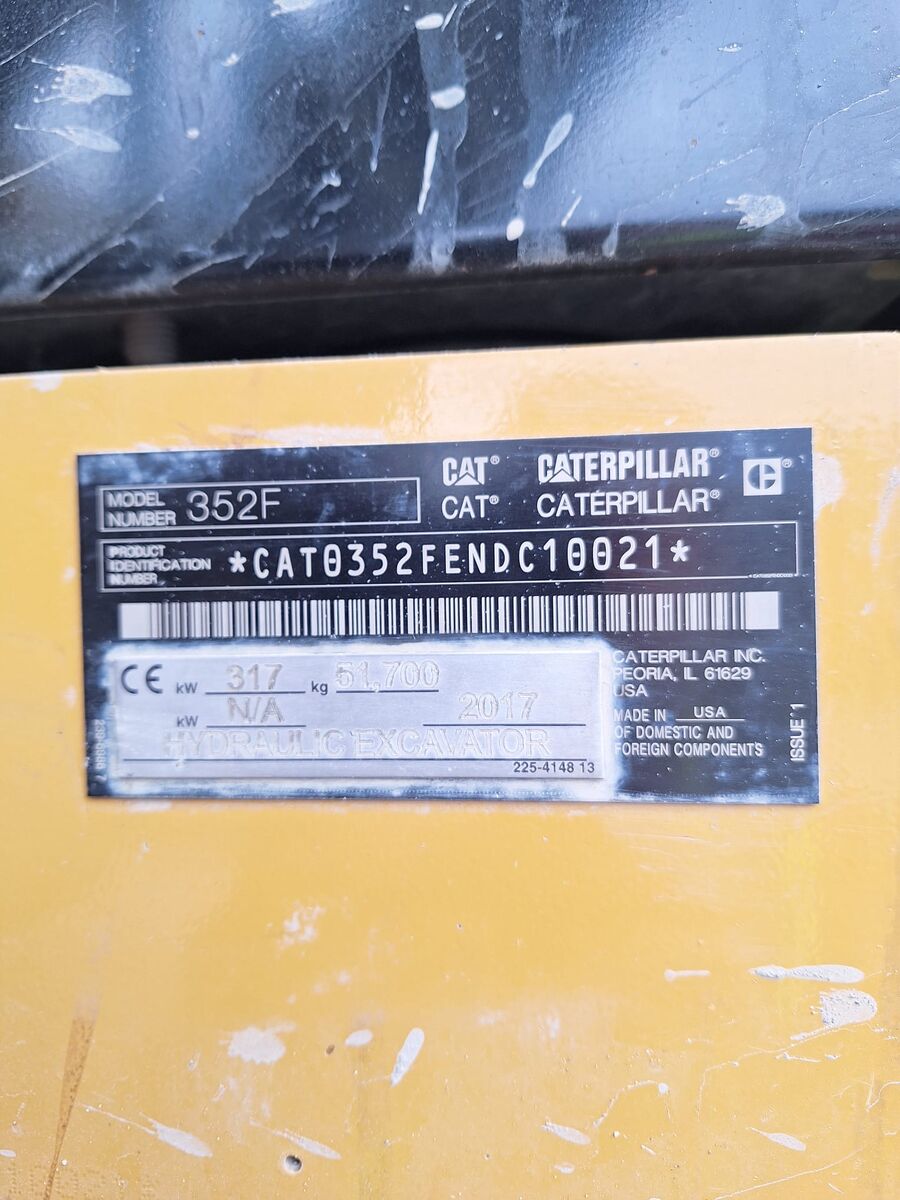 CAT® CATERPILLAR® C®
CAT® CATERPILLAR®
MODEL NUMBER 352F
PRODUCT IDENTIFICATION NUMBER *CAT0352FENDC10021*
CE kW 317 kg 51,700
kW N/A 2017
HYDRAULIC EXCAVATOR
225-4148 13
CATERPILLAR INC.
PEORIA, IL 61629
USA
MADE IN USA
OF DOMESTIC AND
FOREIGN COMPONENTS
ISSUE 1